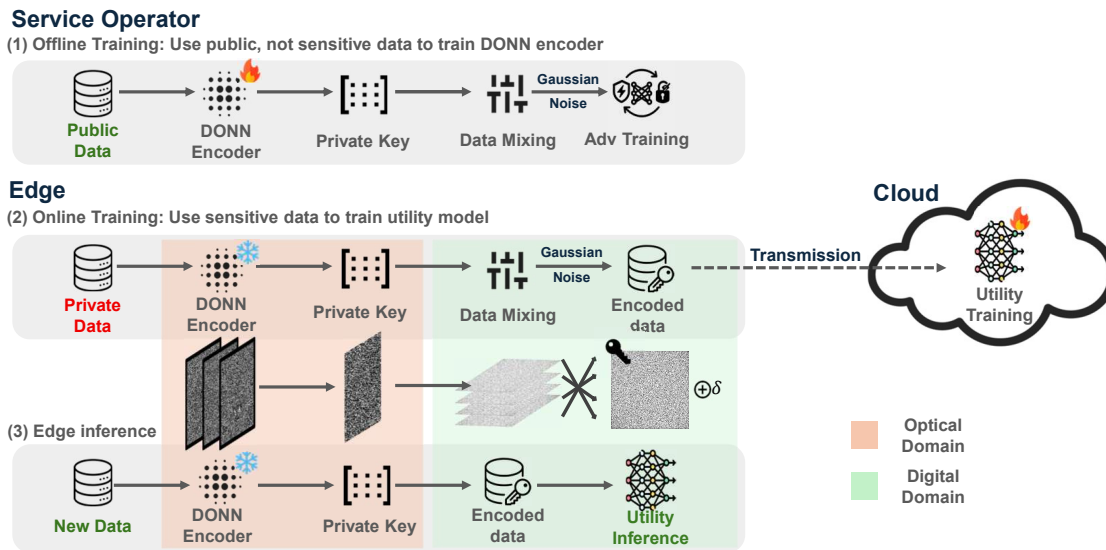 Service Operator
(1) Offline Training: Use public, not sensitive data to train DONN encoder
Gaussian
Noise
Public
Data
DONN
Encoder
Private Key
Data Mixing
Adv Training
Edge
Cloud
(2) Online Training: Use sensitive data to train utility model
Gaussian
Noise
Transmission
Private
Data
DONN
Encoder
Private Key
Data Mixing
Encoded
data
Utility
Training
⊕δ
(3) Edge inference
Optical
Domain
Digital
Domain
New Data
DONN
Encoder
Private Key
Encoded
data
Utility
Inference